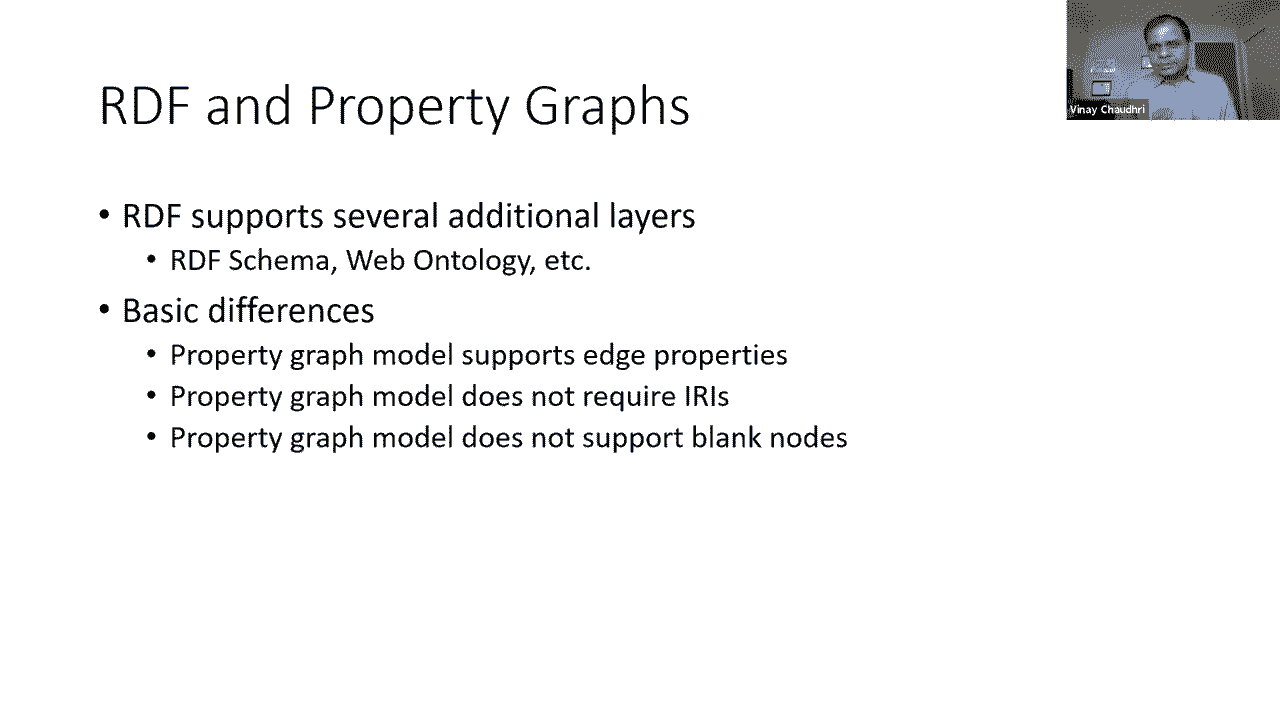 Vinay Chaudhri
RDF and Property Graphs
• RDF supports several additional layers
• RDF Schema, Web Ontology, etc.
• Basic differences
• Property graph model supports edge properties
• Property graph model does not require IRIs
• Property graph model does not support blank nodes